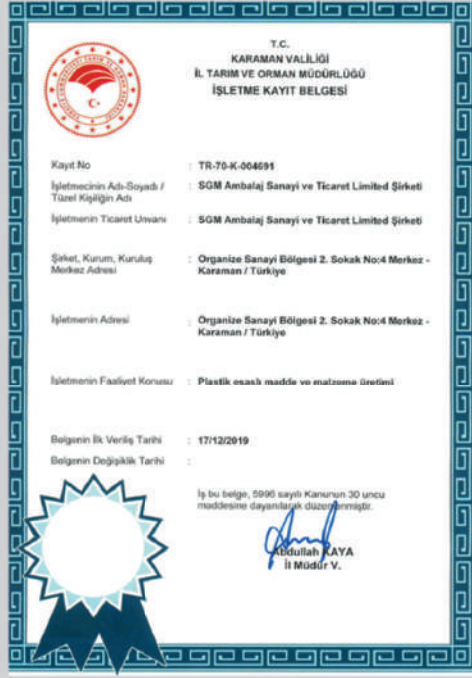 T.C.
KARAMAN VALİLİĞİ
İL TARIM VE ORMAN MÜDÜRLÜĞÜ
İŞLETME KAYIT BELGESİ
Kayıt No : TR-70-K-004691
İşletmecinin Adı-Soyadı / : SGM Ambalaj Sanayi ve Ticaret Limited Şirketi
Tüzel Kişiliğin Adı
İşletmenin Ticaret Unvanı : SGM Ambalaj Sanayi ve Ticaret Limited Şirketi
Şirket, Kurum, Kuruluş : Organize Sanayi Bölgesi 2. Sokak No:4 Merkez -
Merkez Adresi Karaman / Türkiye
İşletmenin Adresi : Organize Sanayi Bölgesi 2. Sokak No:4 Merkez -
Karaman / Türkiye
İşletmenin Faaliyet Konusu : Plastik esaslı madde ve malzeme üretimi
Belgenin İlk Veriliş Tarihi : 17/12/2019
Belgenin Değişiklik Tarihi :
İş bu belge, 5996 sayılı Kanunun 30 uncu
maddesine dayanılarak düzenlenmiştir.
Abdullah KAYA
İl Müdür V.